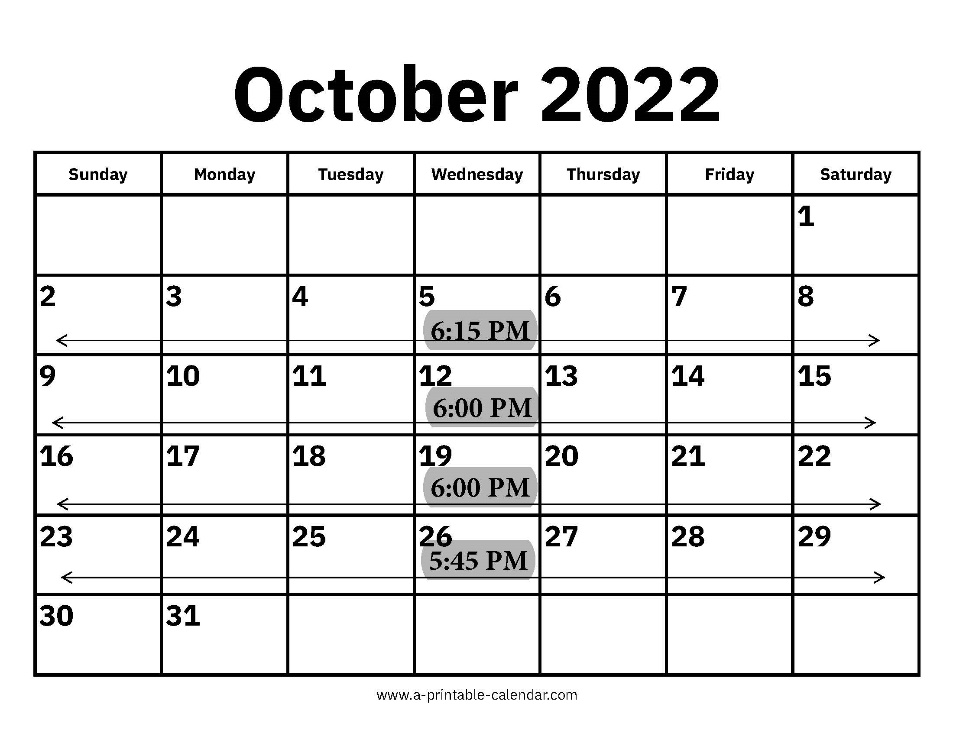 October 2022
Sunday Monday Tuesday Wednesday Thursday Friday Saturday
1
2 3 4 5 6 7 8
6:15 PM
9 10 11 12 13 14 15
6:00 PM
16 17 18 19 20 21 22
6:00 PM
23 24 25 26 27 28 29
5:45 PM
30 31
www.a-printable-calendar.com